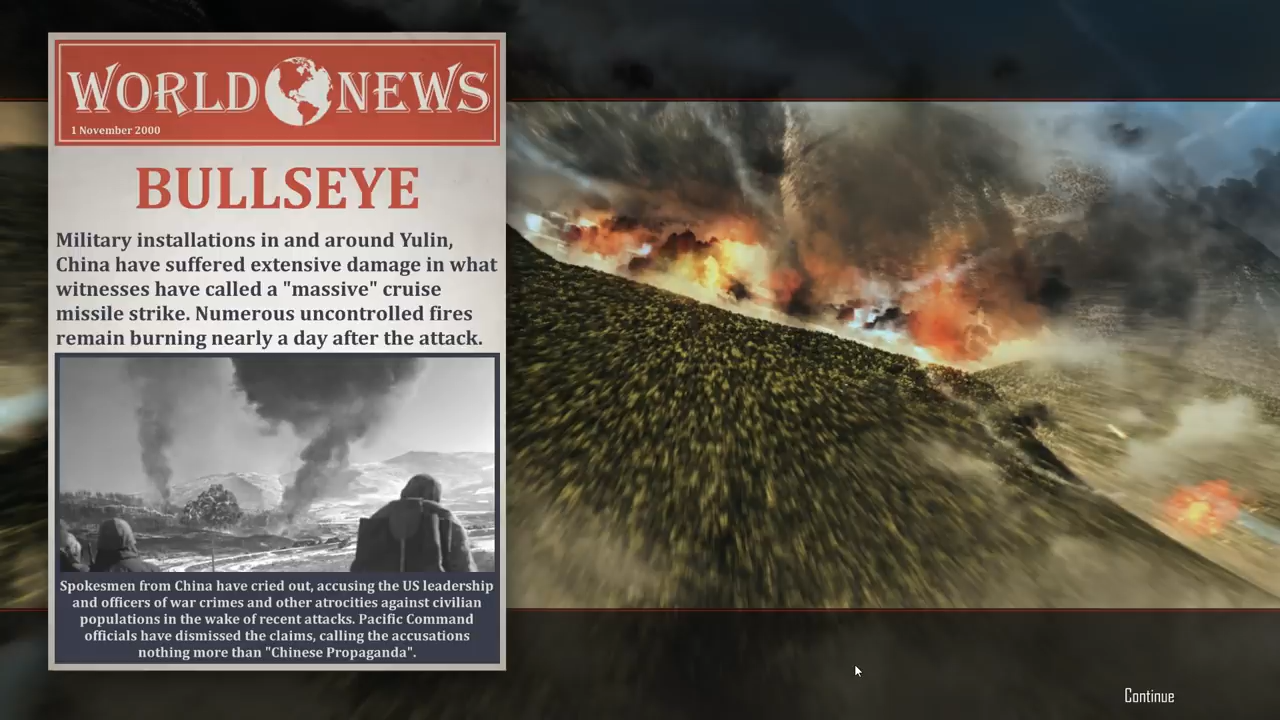 WORLD NEWS
1 November 2000
BULLSEYE
Military installations in and around Yulin,
China have suffered extensive damage in what
witnesses have called a "massive" cruise
missile strike. Numerous uncontrolled fires
remain burning nearly a day after the attack.
Spokesmen from China have cried out, accusing the US leadership
and officers of war crimes and other atrocities against civilian
populations in the wake of recent attacks. Pacific Command
officials have dismissed the claims, calling the accusations
nothing more than "Chinese Propaganda".
Continue